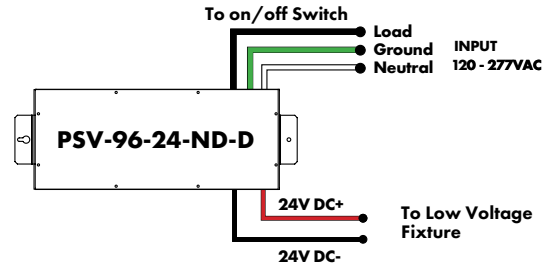 To on/off Switch
Load
Ground
Neutral
INPUT
120 - 277VAC
PSV-96-24-ND-D
24V DC+
24V DC-
To Low Voltage
Fixture